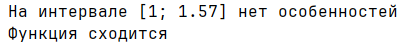 На интервале [1; 1.57] нет особенностей
Функция сходится